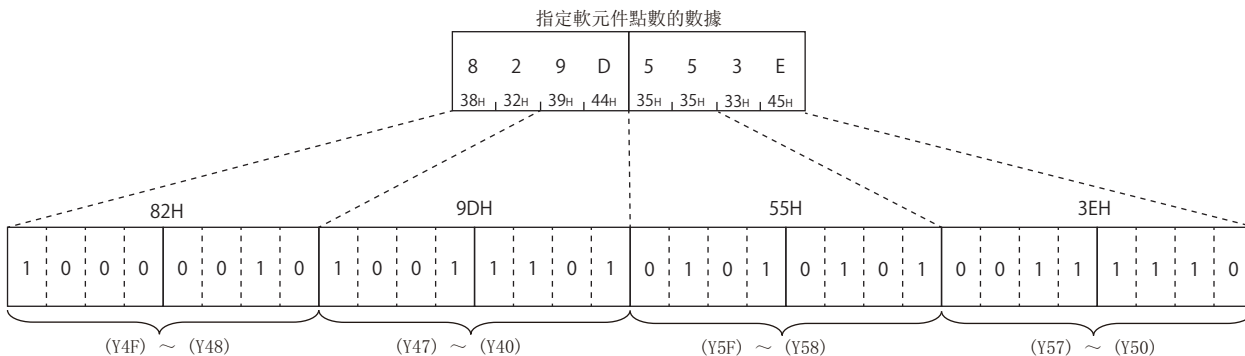 指定軟元件點數的數據
8 2 9 D 5 5 3 E
38H 32H 39H 44H 35H 35H 33H 45H
82H 9DH 55H 3EH
1 0 0 0 0 0 1 0 1 0 0 1 1 1 0 1 0 1 0 1 0 1 0 1 0 0 1 1 1 1 1 0
(Y4F) ～ (Y48) (Y47) ～ (Y40) (Y5F) ～ (Y58) (Y57) ～ (Y50)